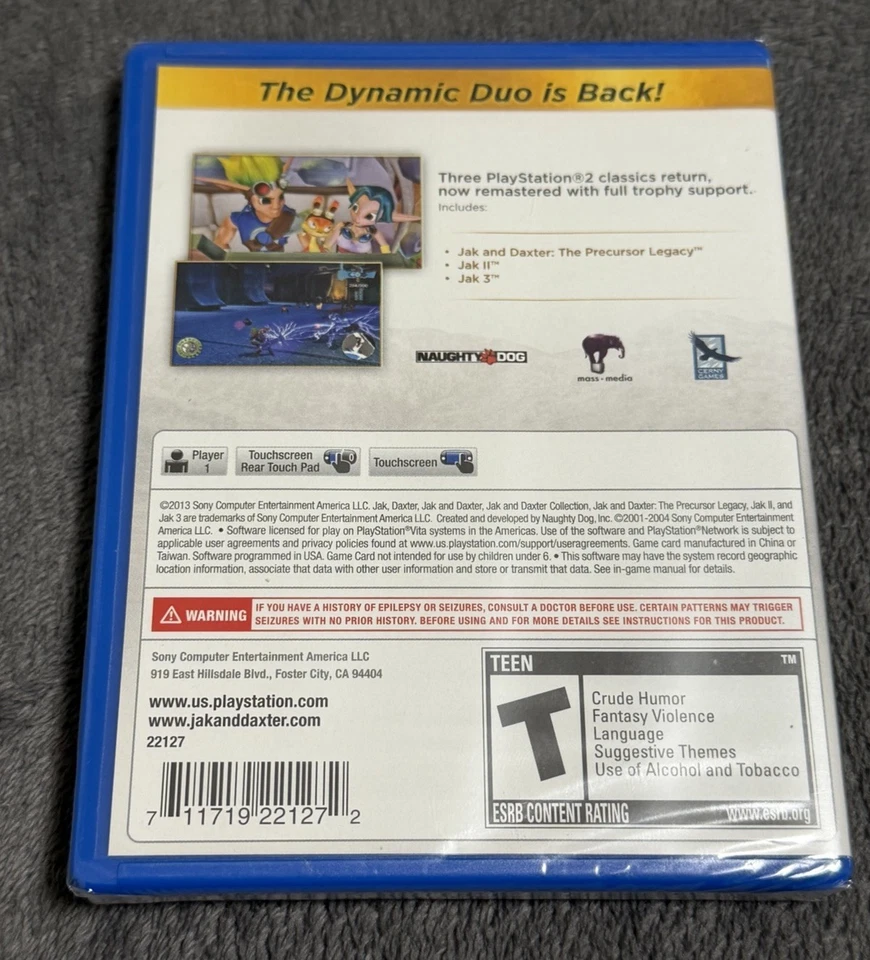 The Dynamic Duo is Back!
Three PlayStation®2 classics return,
now remastered with full trophy support.
Includes:
• Jak and Daxter: The Precursor Legacy™
• Jak II™
• Jak 3™
NAUGHTY DOG
mass-media
CERNY GAMES
Player
1
Touchscreen
Rear Touch Pad
Touchscreen
©2013 Sony Computer Entertainment America LLC. Jak, Daxter, Jak and Daxter, Jak and Daxter Collection, Jak and Daxter: The Precursor Legacy, Jak II, and
Jak 3 are trademarks of Sony Computer Entertainment America LLC. Created and developed by Naughty Dog, Inc. ©2001-2004 Sony Computer Entertainment
America LLC. • Software licensed for play on PlayStation®Vita systems in the Americas. Use of the software and PlayStation®Network is subject to
applicable user agreements and privacy policies found at www.us.playstation.com/support/useragreements. Game card manufactured in China or
Taiwan. Software programmed in USA. Game Card not intended for use by children under 6. • This software may have the system record geographic
location information, associate that data with other user information and store or transmit that data. See in-game manual for details.
WARNING
IF YOU HAVE A HISTORY OF EPILEPSY OR SEIZURES, CONSULT A DOCTOR BEFORE USE. CERTAIN PATTERNS MAY TRIGGER
SEIZURES WITH NO PRIOR HISTORY. BEFORE USING AND FOR MORE DETAILS SEE INSTRUCTIONS FOR THIS PRODUCT.
Sony Computer Entertainment America LLC
919 East Hillsdale Blvd., Foster City, CA 94404
www.us.playstation.com
www.jakanddaxter.com
22127
7 11719 22127 2
TEEN ™
T
Crude Humor
Fantasy Violence
Language
Suggestive Themes
Use of Alcohol and Tobacco
ESRB CONTENT RATING www.esrb.org